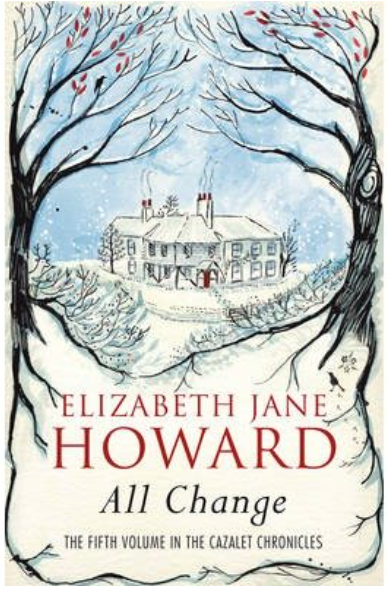 ELIZABETH JANE
HOWARD
All Change
THE FIFTH VOLUME IN THE CAZALET CHRONICLES